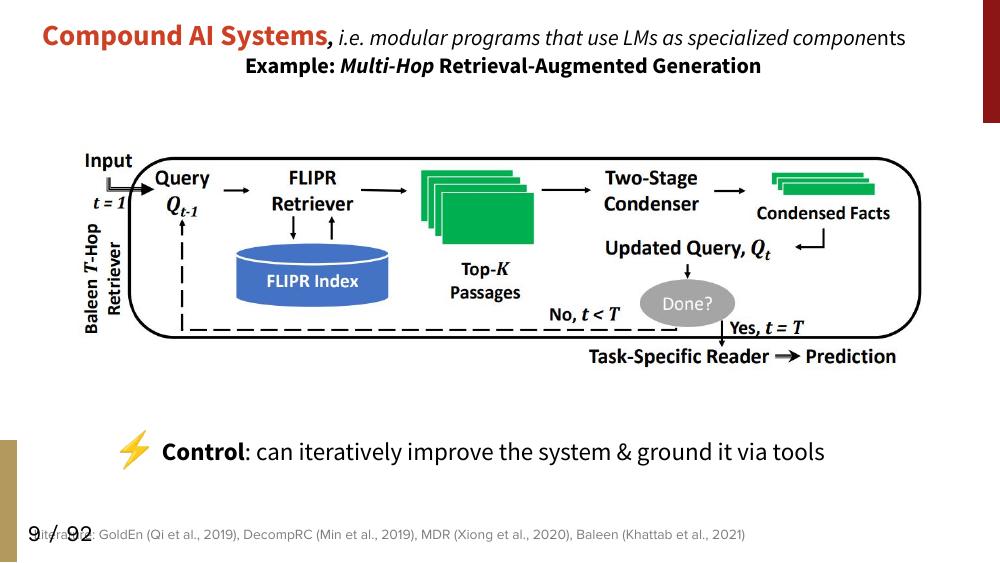 Compound AI Systems, i.e. modular programs that use LMs as specialized components
Example: Multi-Hop Retrieval-Augmented Generation
Input
t = 1
Baleen T-Hop
Retriever
Query
Qt-1
FLIPR
Retriever
FLIPR Index
Top-K
Passages
Two-Stage
Condenser
Condensed Facts
Updated Query, Qt
Done?
No, t < T
Yes, t = T
Task-Specific Reader → Prediction
⚡ Control: can iteratively improve the system & ground it via tools
9 / 92
Literature: GoldEn (Qi et al., 2019), DecompRC (Min et al., 2019), MDR (Xiong et al., 2020), Baleen (Khattab et al., 2021)